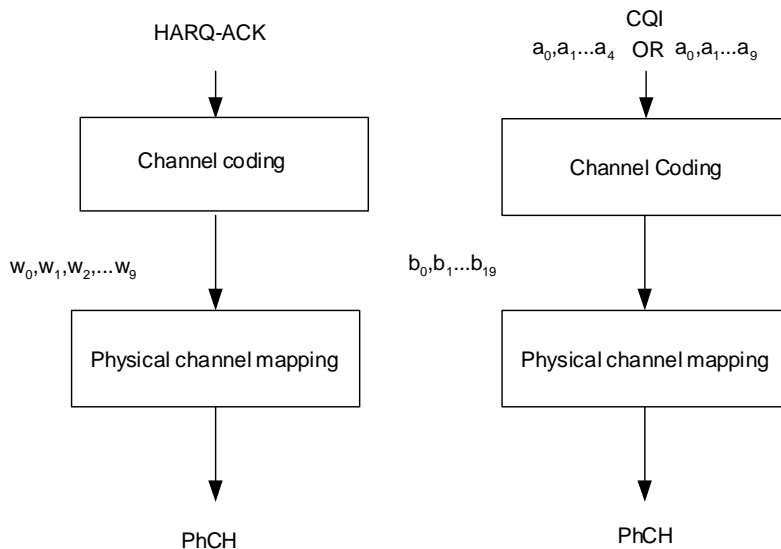 HARQ-ACK
Channel coding
w0,w1,w2,...w9
Physical channel mapping
PhCH
CQI
a0,a1...a4 OR a0,a1...a9
Channel Coding
b0,b1...b19
Physical channel mapping
PhCH